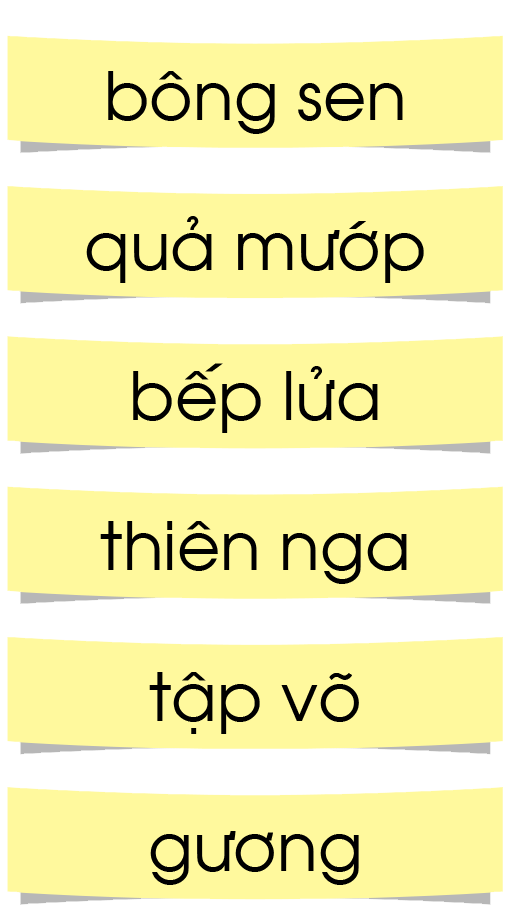 bông sen
quả mướp
bếp lửa
thiên nga
tập võ
gương